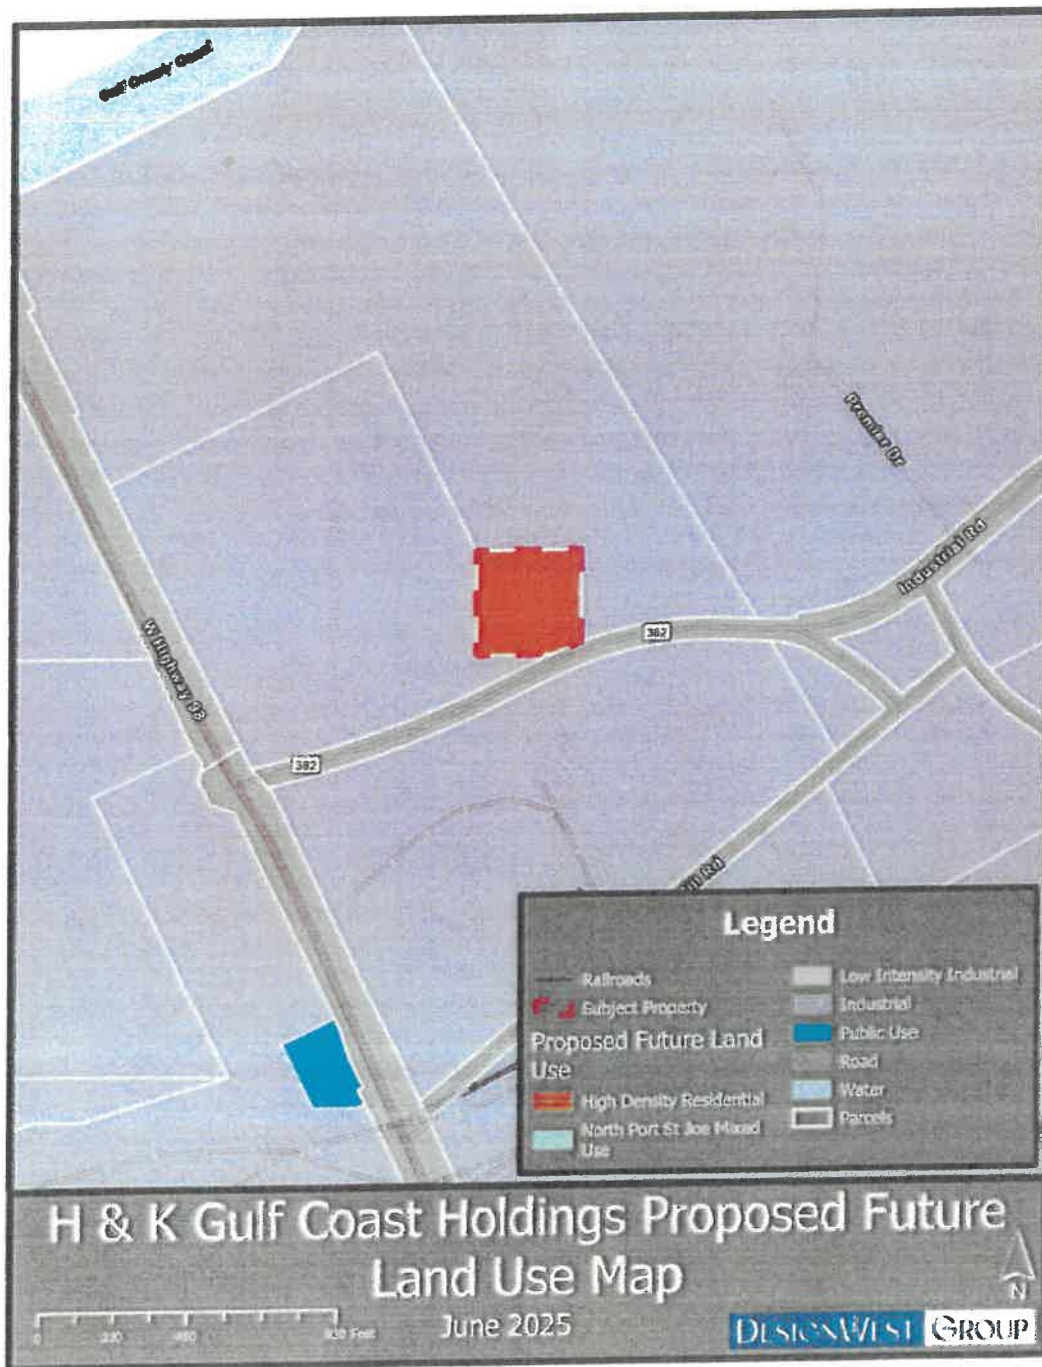 Gulf County Canal
Premier Dr
Industrial Rd
382
W Highway 98
382
Rd
Legend
Railroads
Subject Property
Proposed Future Land
Use
High Density Residential
North Port St Joe Mixed
Use
Low Intensity Industrial
Industrial
Public Use
Road
Water
Parcels
H & K Gulf Coast Holdings Proposed Future
Land Use Map
June 2025
0 Feet
N
DESIGNWEST GROUP